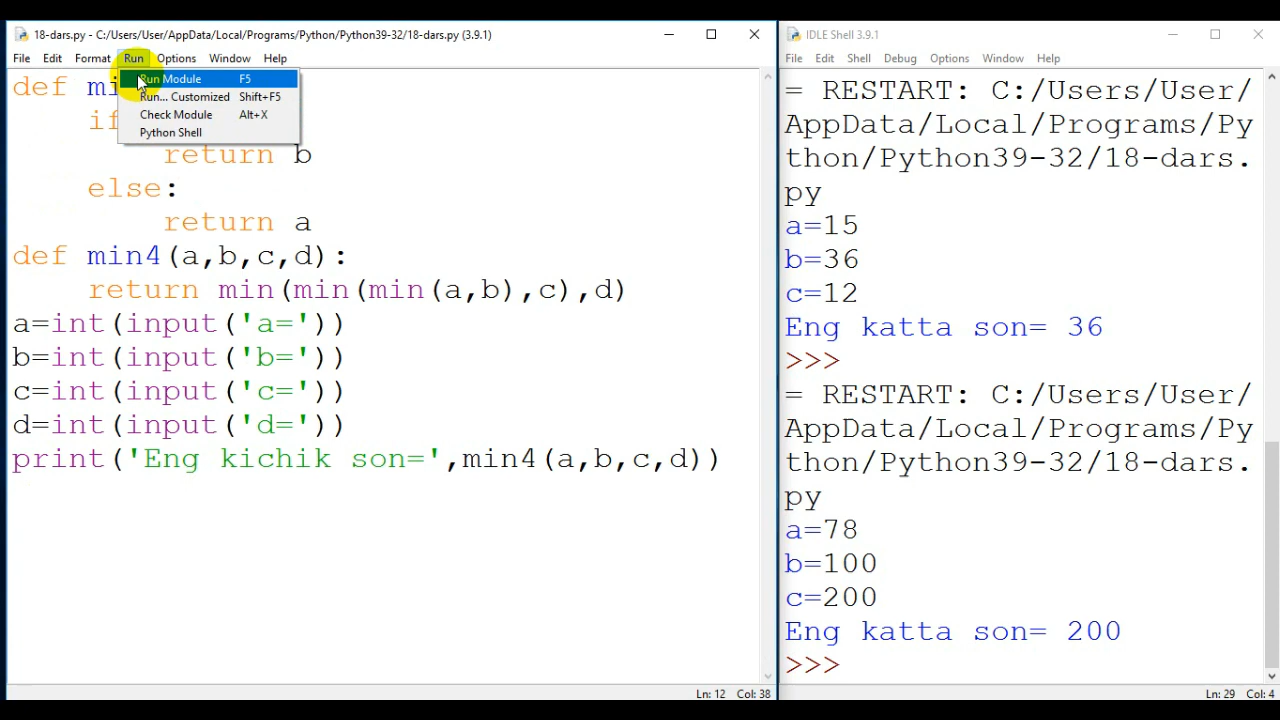 18-dars.py - C:/Users/User/AppData/Local/Programs/Python/Python39-32/18-dars.py (3.9.1)
File Edit Format Run Options Window Help
Run Module F5
Run... Customized Shift+F5
Check Module Alt+X
Python Shell
def
return b
else:
return a
def min4(a,b,c,d):
return min(min(min(a,b),c),d)
a=int(input('a='))
b=int(input('b='))
c=int(input('c='))
d=int(input('d='))
print('Eng kichik son=',min4(a,b,c,d))
Ln: 12 Col: 38
IDLE Shell 3.9.1
File Edit Shell Debug Options Window Help
= RESTART: C:/Users/User/
AppData/Local/Programs/Py
thon/Python39-32/18-dars.
py
a=15
b=36
c=12
Eng katta son= 36
>>>
= RESTART: C:/Users/User/
AppData/Local/Programs/Py
thon/Python39-32/18-dars.
py
a=78
b=100
c=200
Eng katta son= 200
>>>
Ln: 29 Col: 4